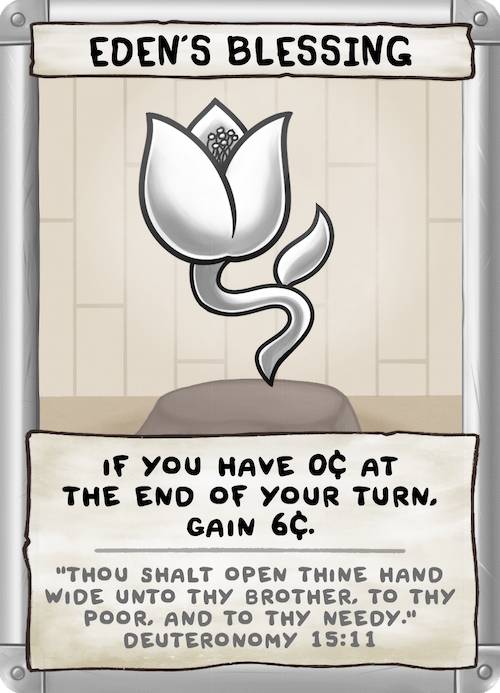 EDEN'S BLESSING
IF YOU HAVE 0¢ AT
THE END OF YOUR TURN,
GAIN 6¢.
"THOU SHALT OPEN THINE HAND
WIDE UNTO THY BROTHER, TO THY
POOR, AND TO THY NEEDY."
DEUTERONOMY 15:11